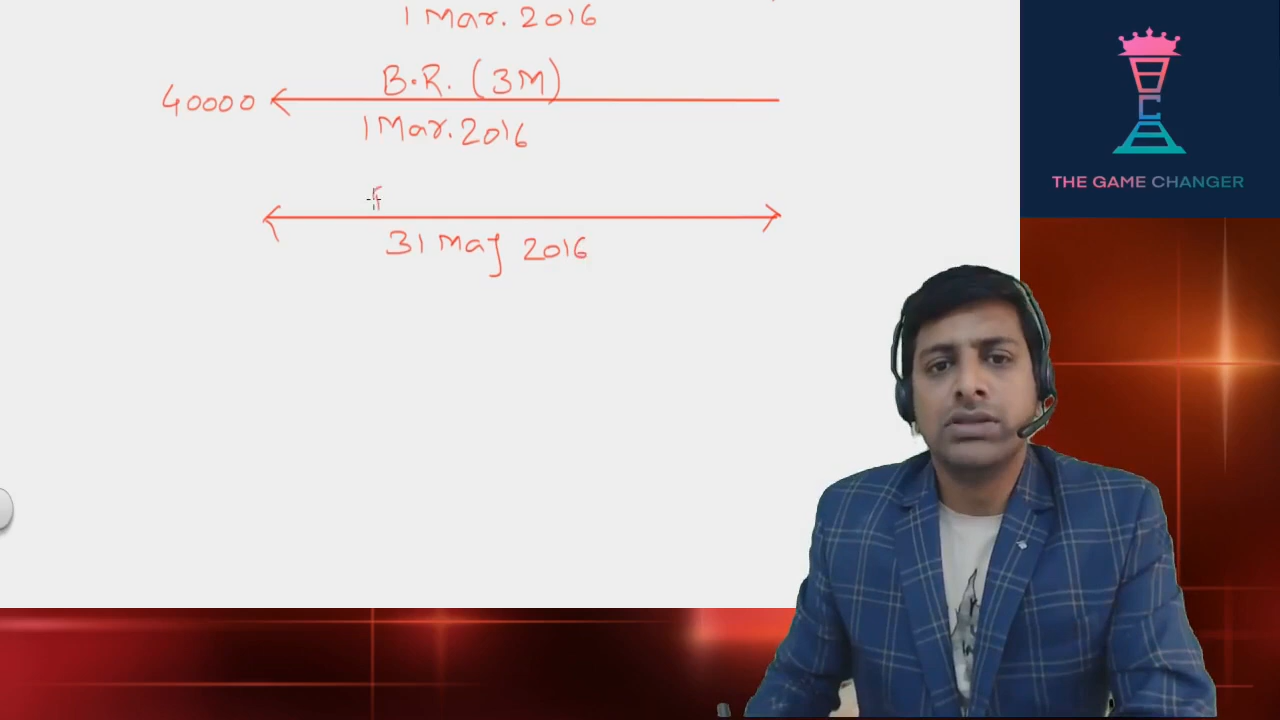 1 Mar. 2016
B.R. (3M)
40000
1 Mar. 2016
31 May 2016
THE GAME CHANGER